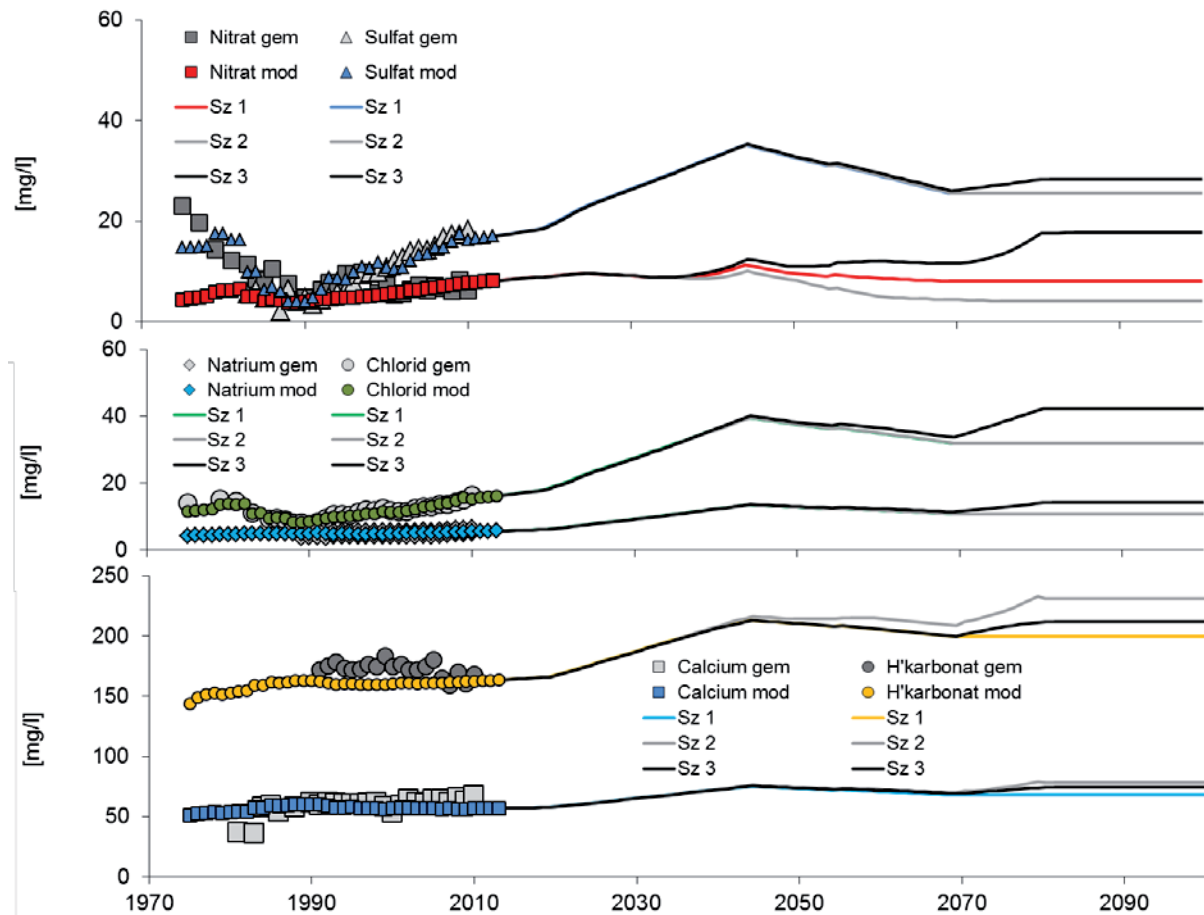 60
40
20
0
[mg/l]
Nitrat gem Sulfat gem
Nitrat mod Sulfat mod
Sz 1 Sz 1
Sz 2 Sz 2
Sz 3 Sz 3
60
40
20
0
[mg/l]
Natrium gem Chlorid gem
Natrium mod Chlorid mod
Sz 1 Sz 1
Sz 2 Sz 2
Sz 3 Sz 3
250
200
150
100
50
0
[mg/l]
Calcium gem H'karbonat gem
Calcium mod H'karbonat mod
Sz 1 Sz 1
Sz 2 Sz 2
Sz 3 Sz 3
1970 1990 2010 2030 2050 2070 2090